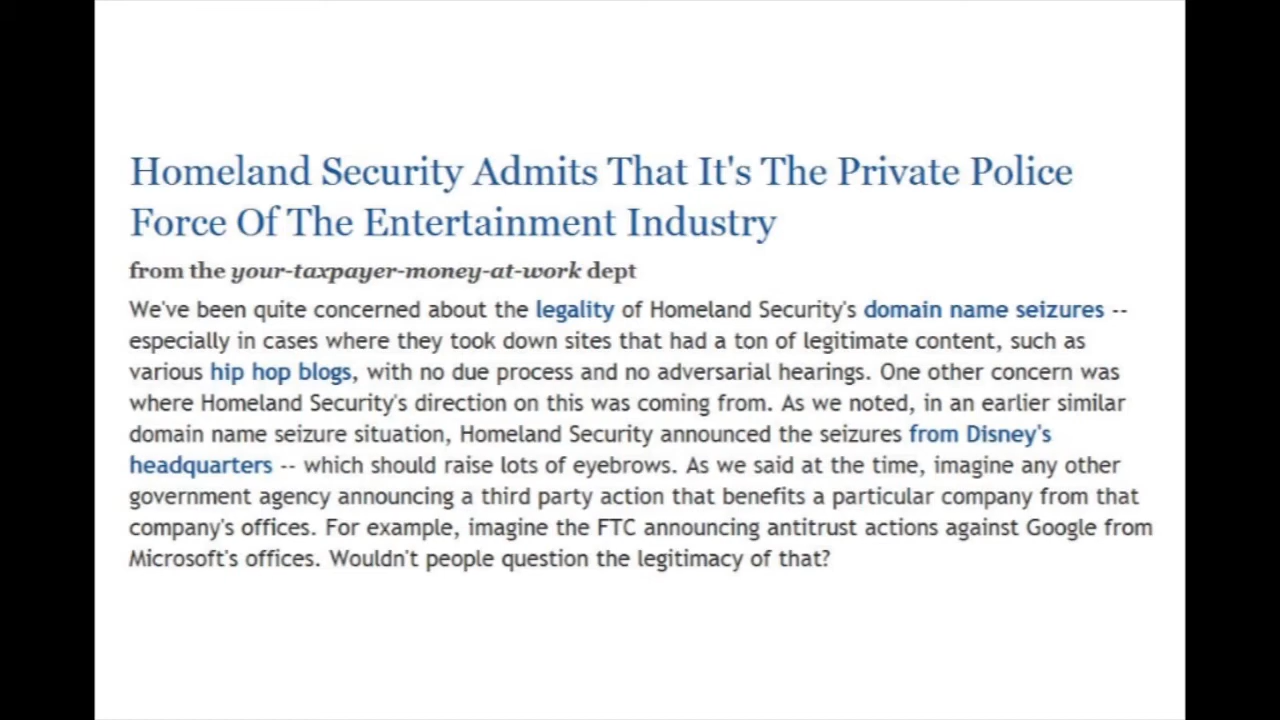 Homeland Security Admits That It's The Private Police
Force Of The Entertainment Industry
from the your-taxpayer-money-at-work dept
We've been quite concerned about the legality of Homeland Security's domain name seizures --
especially in cases where they took down sites that had a ton of legitimate content, such as
various hip hop blogs, with no due process and no adversarial hearings. One other concern was
where Homeland Security's direction on this was coming from. As we noted, in an earlier similar
domain name seizure situation, Homeland Security announced the seizures from Disney's
headquarters -- which should raise lots of eyebrows. As we said at the time, imagine any other
government agency announcing a third party action that benefits a particular company from that
company's offices. For example, imagine the FTC announcing antitrust actions against Google from
Microsoft's offices. Wouldn't people question the legitimacy of that?